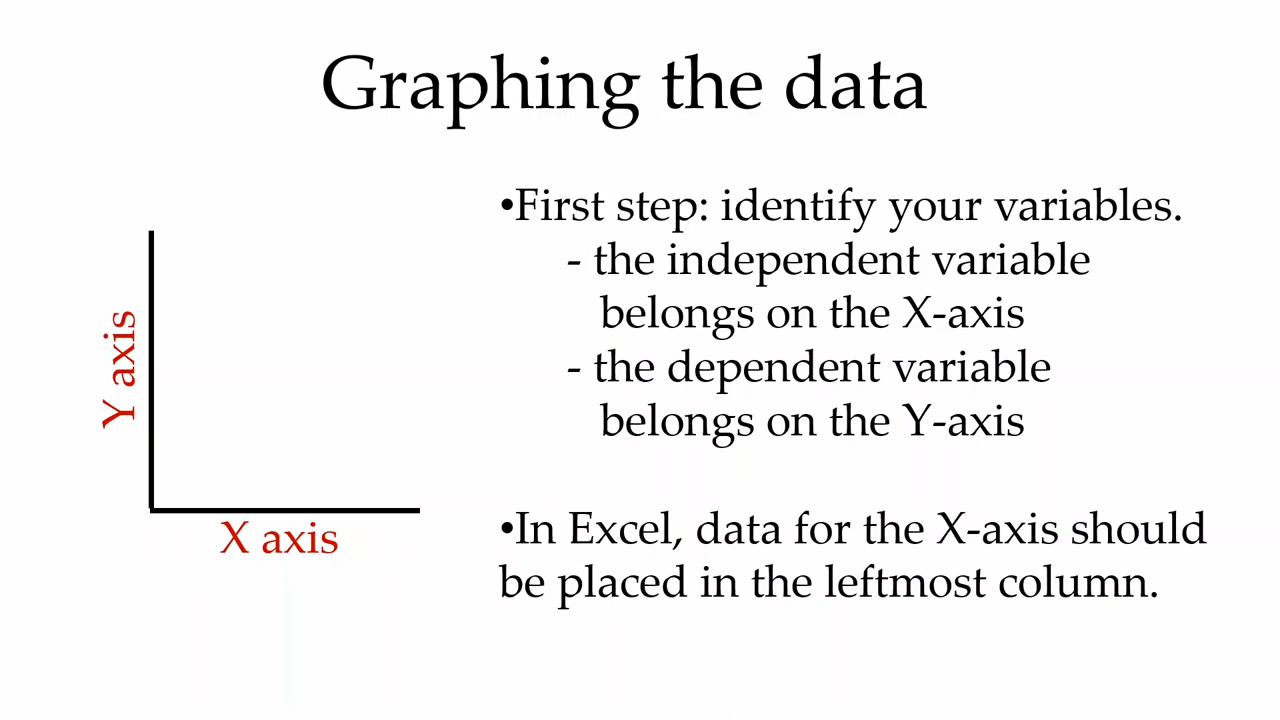 Graphing the data
•First step: identify your variables.
- the independent variable
belongs on the X-axis
- the dependent variable
belongs on the Y-axis
•In Excel, data for the X-axis should
be placed in the leftmost column.
Y axis
X axis